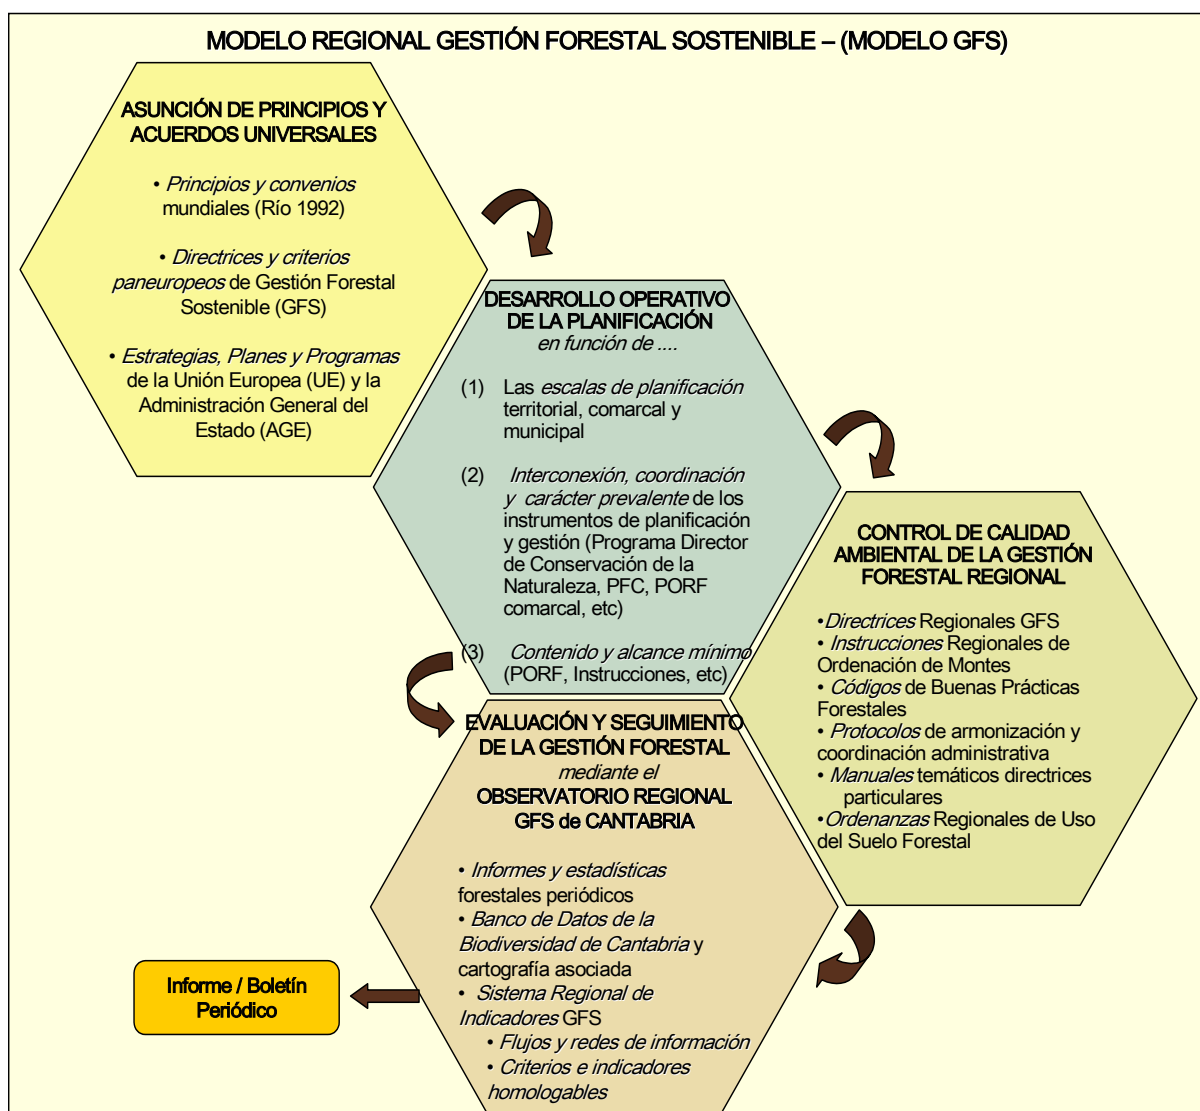 MODELO REGIONAL GESTIÓN FORESTAL SOSTENIBLE – (MODELO GFS)
ASUNCIÓN DE PRINCIPIOS Y
ACUERDOS UNIVERSALES
• Principios y convenios
mundiales (Río 1992)
• Directrices y criterios
paneuropeos de Gestión Forestal
Sostenible (GFS)
• Estrategias, Planes y Programas
de la Unión Europea (UE) y la
Administración General del
Estado (AGE)
DESARROLLO OPERATIVO
DE LA PLANIFICACIÓN
en función de ....
(1) Las escalas de planificación
territorial, comarcal y
municipal
(2) Interconexión, coordinación
y carácter prevalente de los
instrumentos de planificación
y gestión (Programa Director
de Conservación de la
Naturaleza, PFC, PORF
comarcal, etc)
(3) Contenido y alcance mínimo
(PORF, Instrucciones, etc)
CONTROL DE CALIDAD
AMBIENTAL DE LA GESTIÓN
FORESTAL REGIONAL
•Directrices Regionales GFS
• Instrucciones Regionales de
Ordenación de Montes
• Códigos de Buenas Prácticas
Forestales
• Protocolos de armonización y
coordinación administrativa
• Manuales temáticos directrices
particulares
•Ordenanzas Regionales de Uso
del Suelo Forestal
EVALUACIÓN Y SEGUIMIENTO
DE LA GESTIÓN FORESTAL
mediante el
OBSERVATORIO REGIONAL
GFS de CANTABRIA
• Informes y estadísticas
forestales periódicos
• Banco de Datos de la
Biodiversidad de Cantabria y
cartografía asociada
• Sistema Regional de
Indicadores GFS
• Flujos y redes de información
• Criterios e indicadores
homologables
Informe / Boletín
Periódico